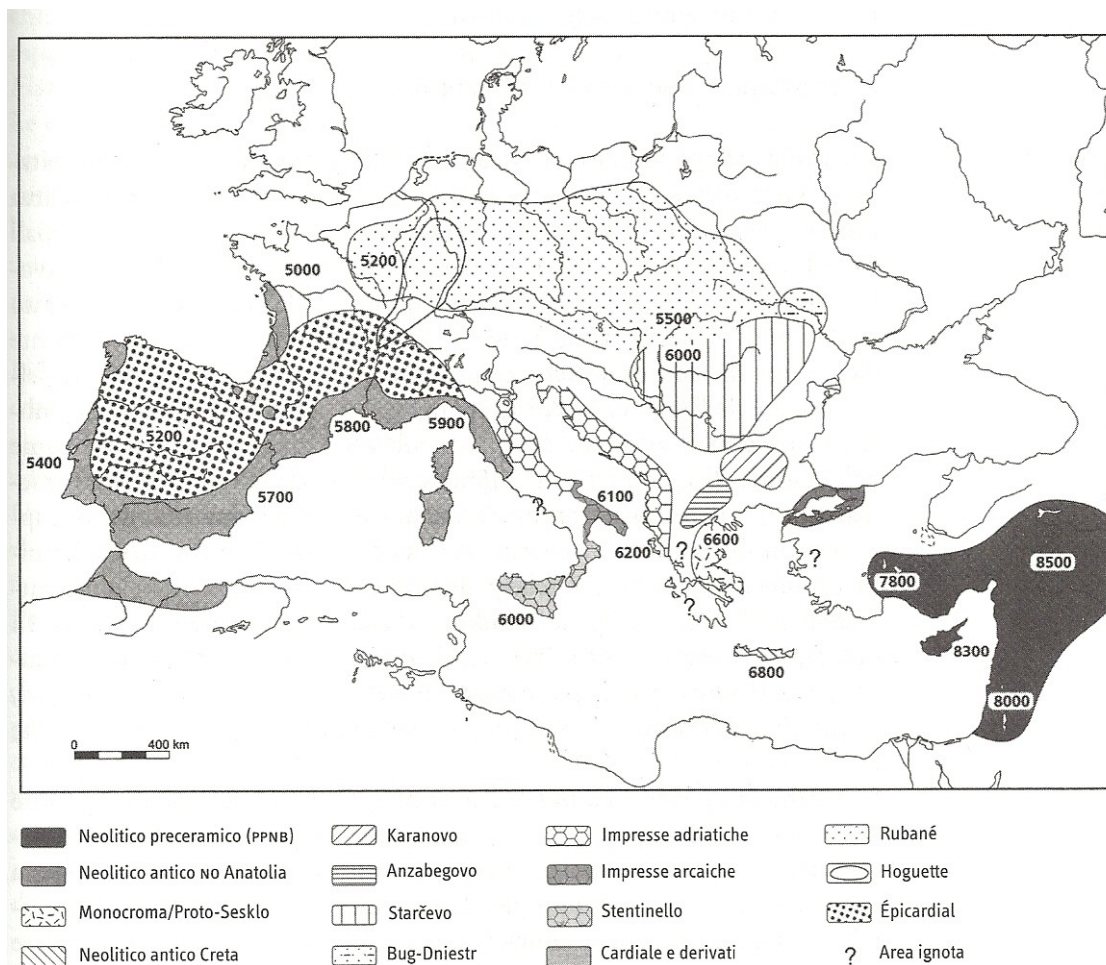 5000
5200
5500
6000
5200
5400
5800
5900
5700
6100
?
6200
?
6600
?
?
6000
6800
7800
8500
8300
8000
0 400 km
Neolitico preceramico (PPNB)
Karanovo
Impresse adriatiche
Rubané
Neolitico antico NO Anatolia
Anzabegovo
Impresse arcaiche
Hoguette
Monocroma/Proto-Sesklo
Starčevo
Stentinello
Épicardial
Neolitico antico Creta
Bug-Dniestr
Cardiale e derivati
? Area ignota